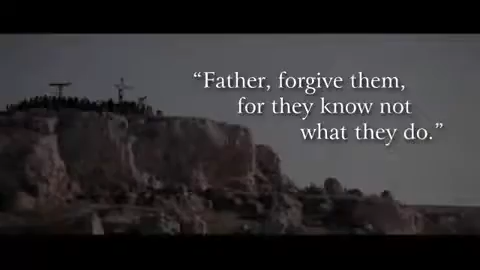 “Father, forgive them,
for they know not
what they do.”